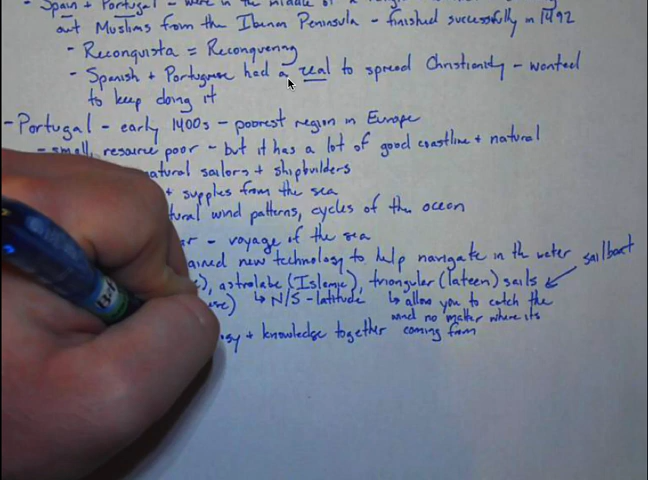 - Spain + Portugal - were in the middle of a
out Muslims from the Iberian Peninsula - finished successfully in 1492
- Reconquista = Reconquering
- Spanish + Portuguese had a zeal to spread Christianity - wanted
to keep doing it
- Portugal - early 1400s - poorest region in Europe
- small, resource poor - but it has a lot of good coastline + natural
natural sailors + shipbuilders
+ supplies from the sea
wind patterns, cycles of the ocean
- voyage of the sea
new technology to help navigate in the water sailboat
astrolabe (Islamic), triangular (lateen) sails
↳ N/S - latitude ↳ allow you to catch the
wind no matter where its
+ knowledge together coming from